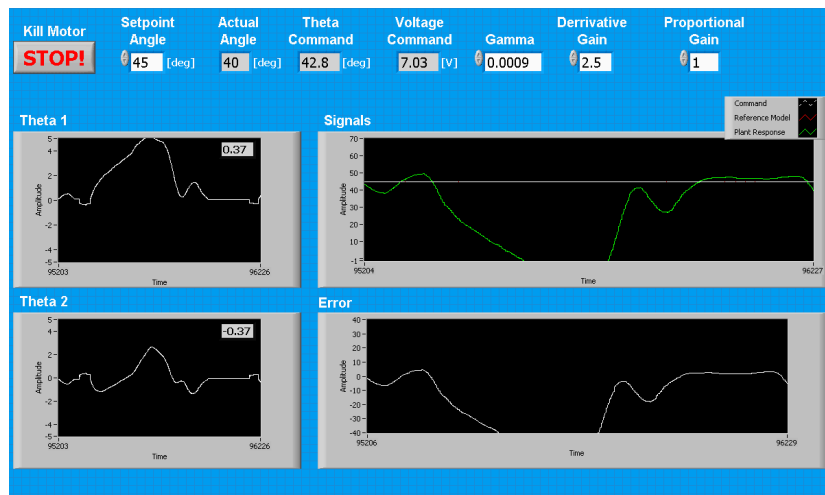 Kill Motor
STOP!
Setpoint Angle
45 [deg]
Actual Angle
40 [deg]
Theta Command
42.8 [deg]
Voltage Command
7.03 [V]
Gamma
0.0009
Derrivative Gain
2.5
Proportional Gain
1
Command
Reference Model
Plant Response
Theta 1
0.37
Amplitude
5
4
2
0
-2
-4
-5
95203
96226
Time
Signals
Amplitude
70
60
50
40
30
20
10
-1
95204
96227
Time
Theta 2
-0.37
Amplitude
5
4
2
0
-2
-4
-5
95203
96226
Time
Error
Amplitude
40
30
20
10
0
-10
-20
-30
-40
95206
96229
Time